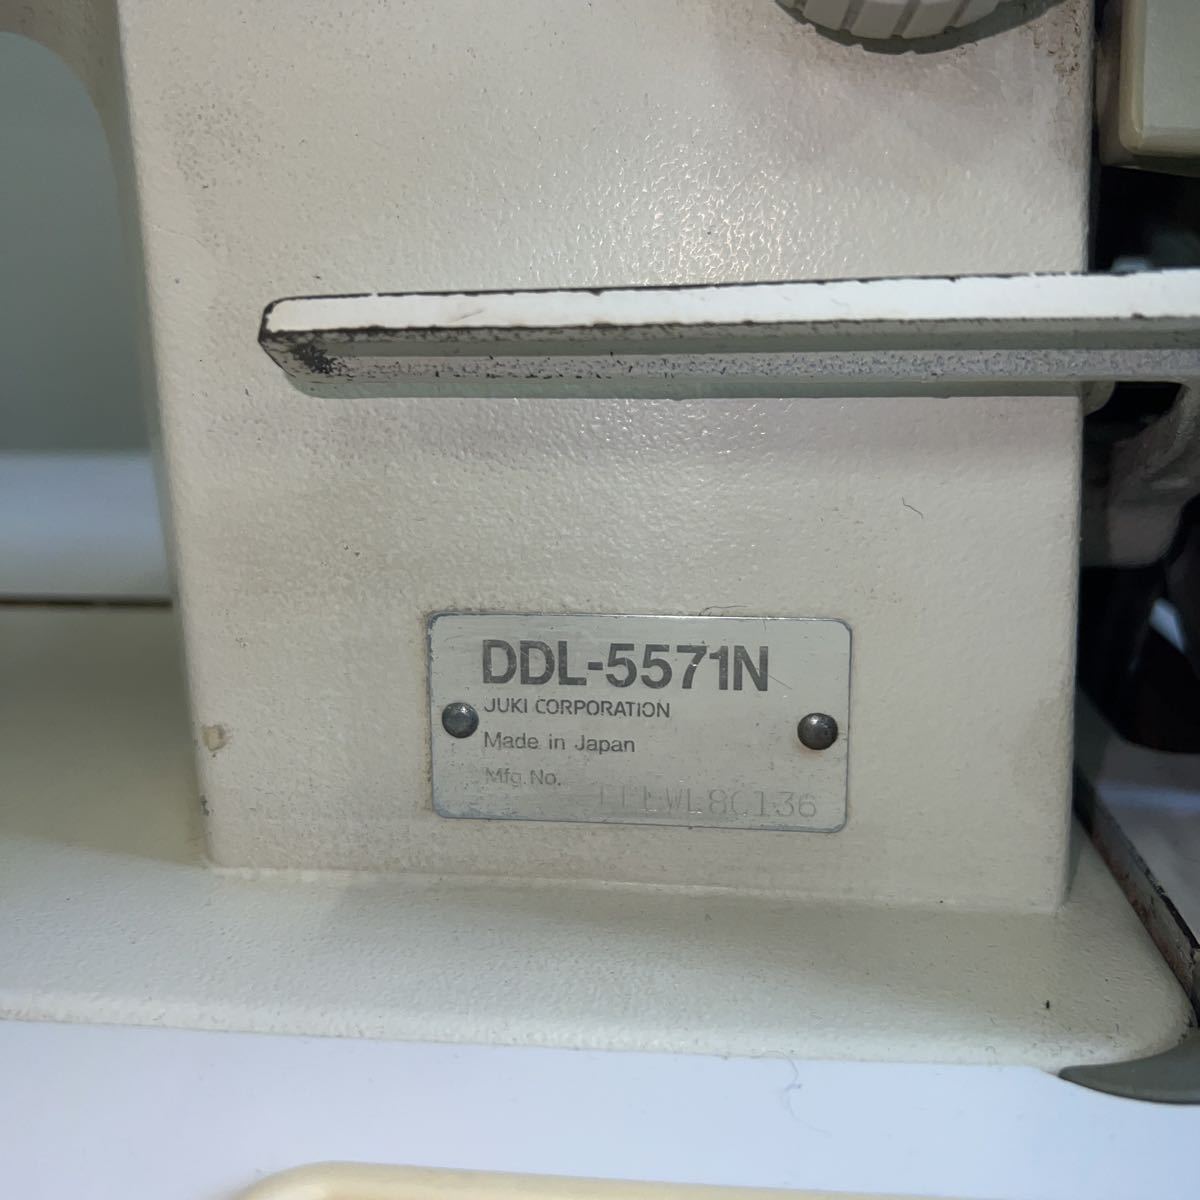 DDL-5571N
JUKI CORPORATION
Made in Japan
Mfg.No.